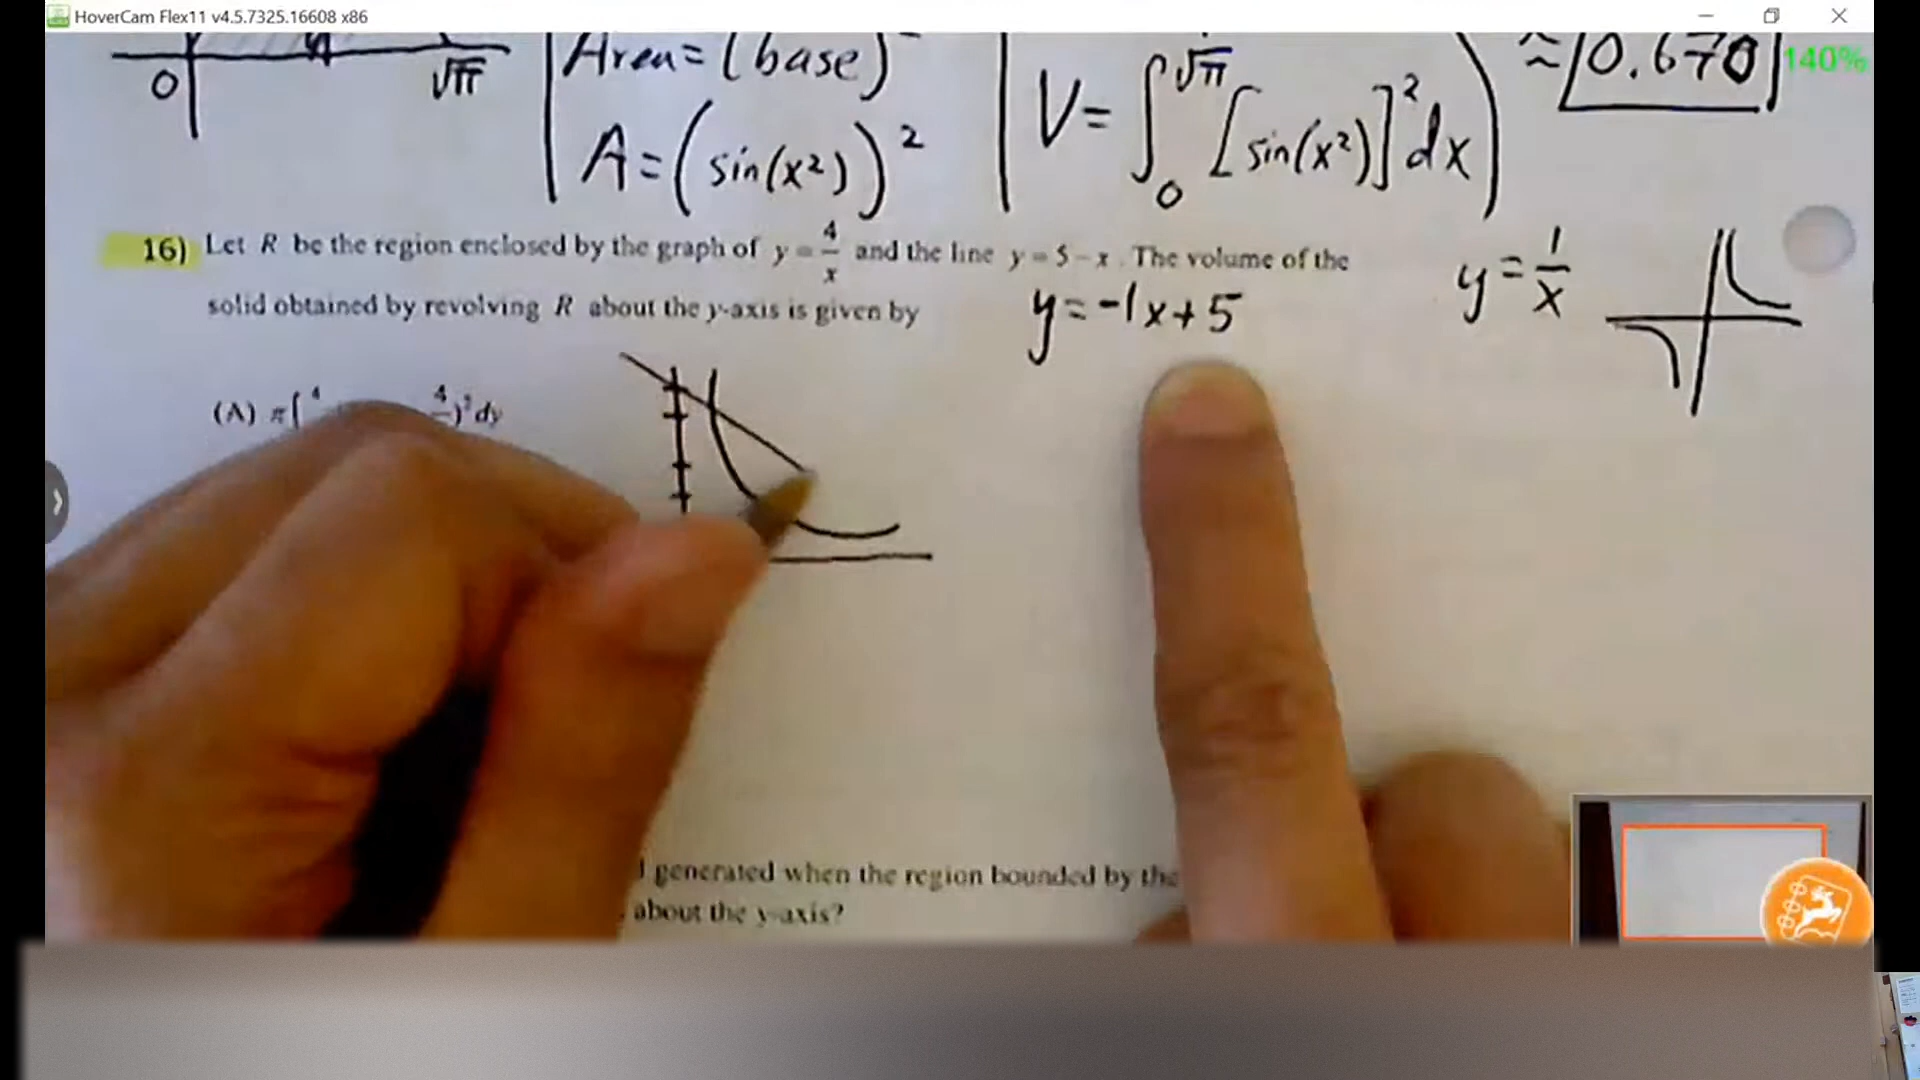 HoverCam Flex11 v4.5.7325.16608 x86
140%
0 √π
Area = (base)
A = (sin(x²))²
V = ∫₀^√π [sin(x²)]² dx
≈ 0.670
16) Let R be the region enclosed by the graph of y = 4/x and the line y = 5 - x. The volume of the
solid obtained by revolving R about the y-axis is given by
y = -1x + 5
y = 1/x
(A) π∫ 4 4 )² dy
generated when the region bounded by the
about the y-axis?